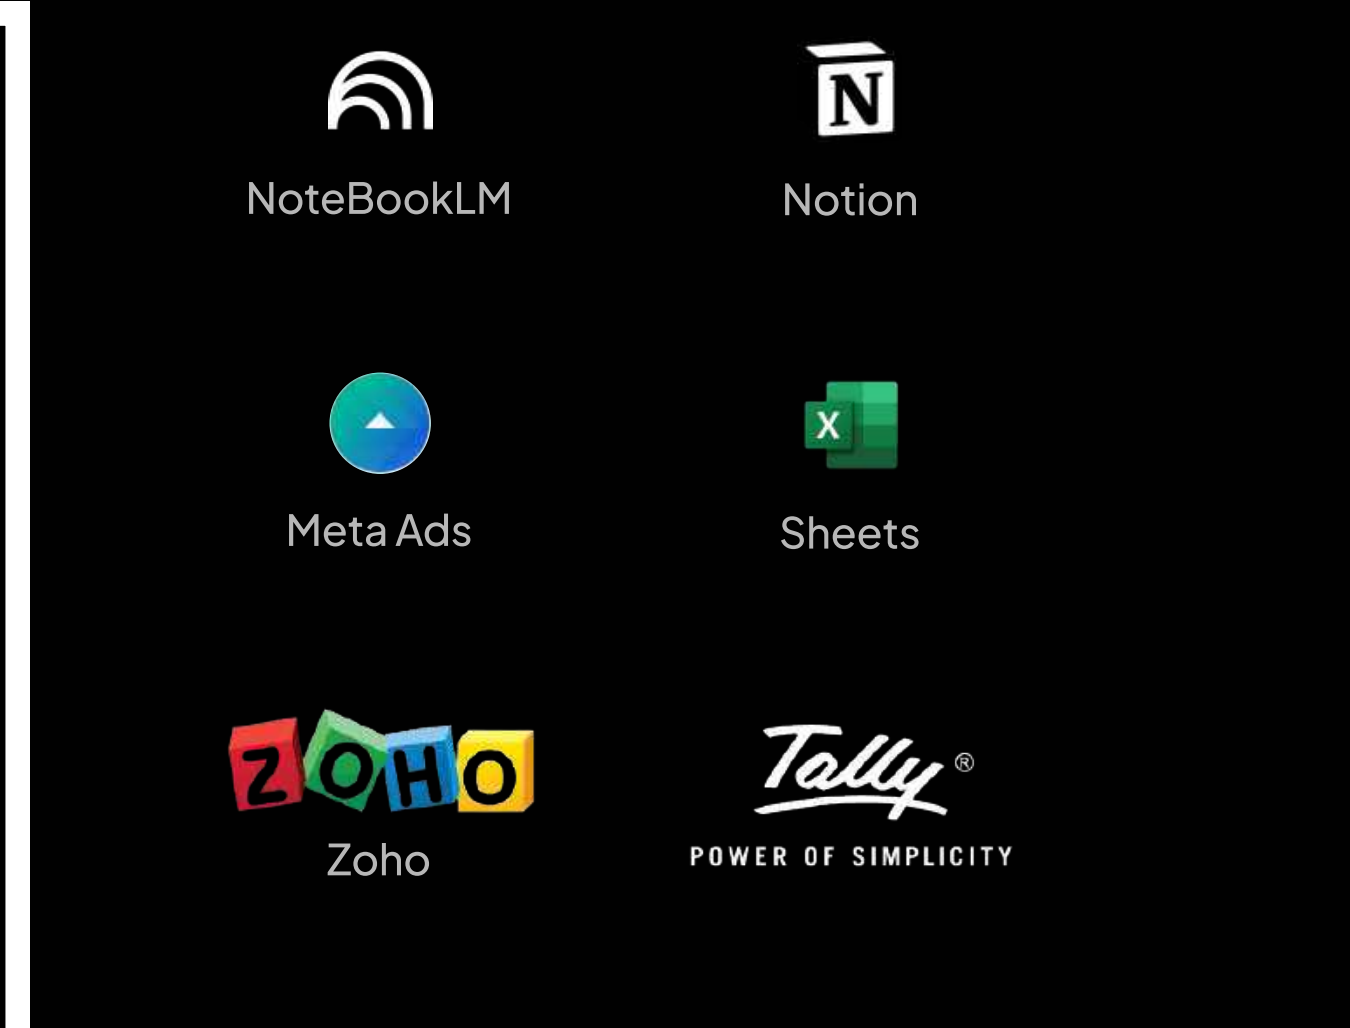 N
NoteBookLM
Notion
X
Meta Ads
Sheets
ZOHO
Tally®
Zoho
POWER OF SIMPLICITY